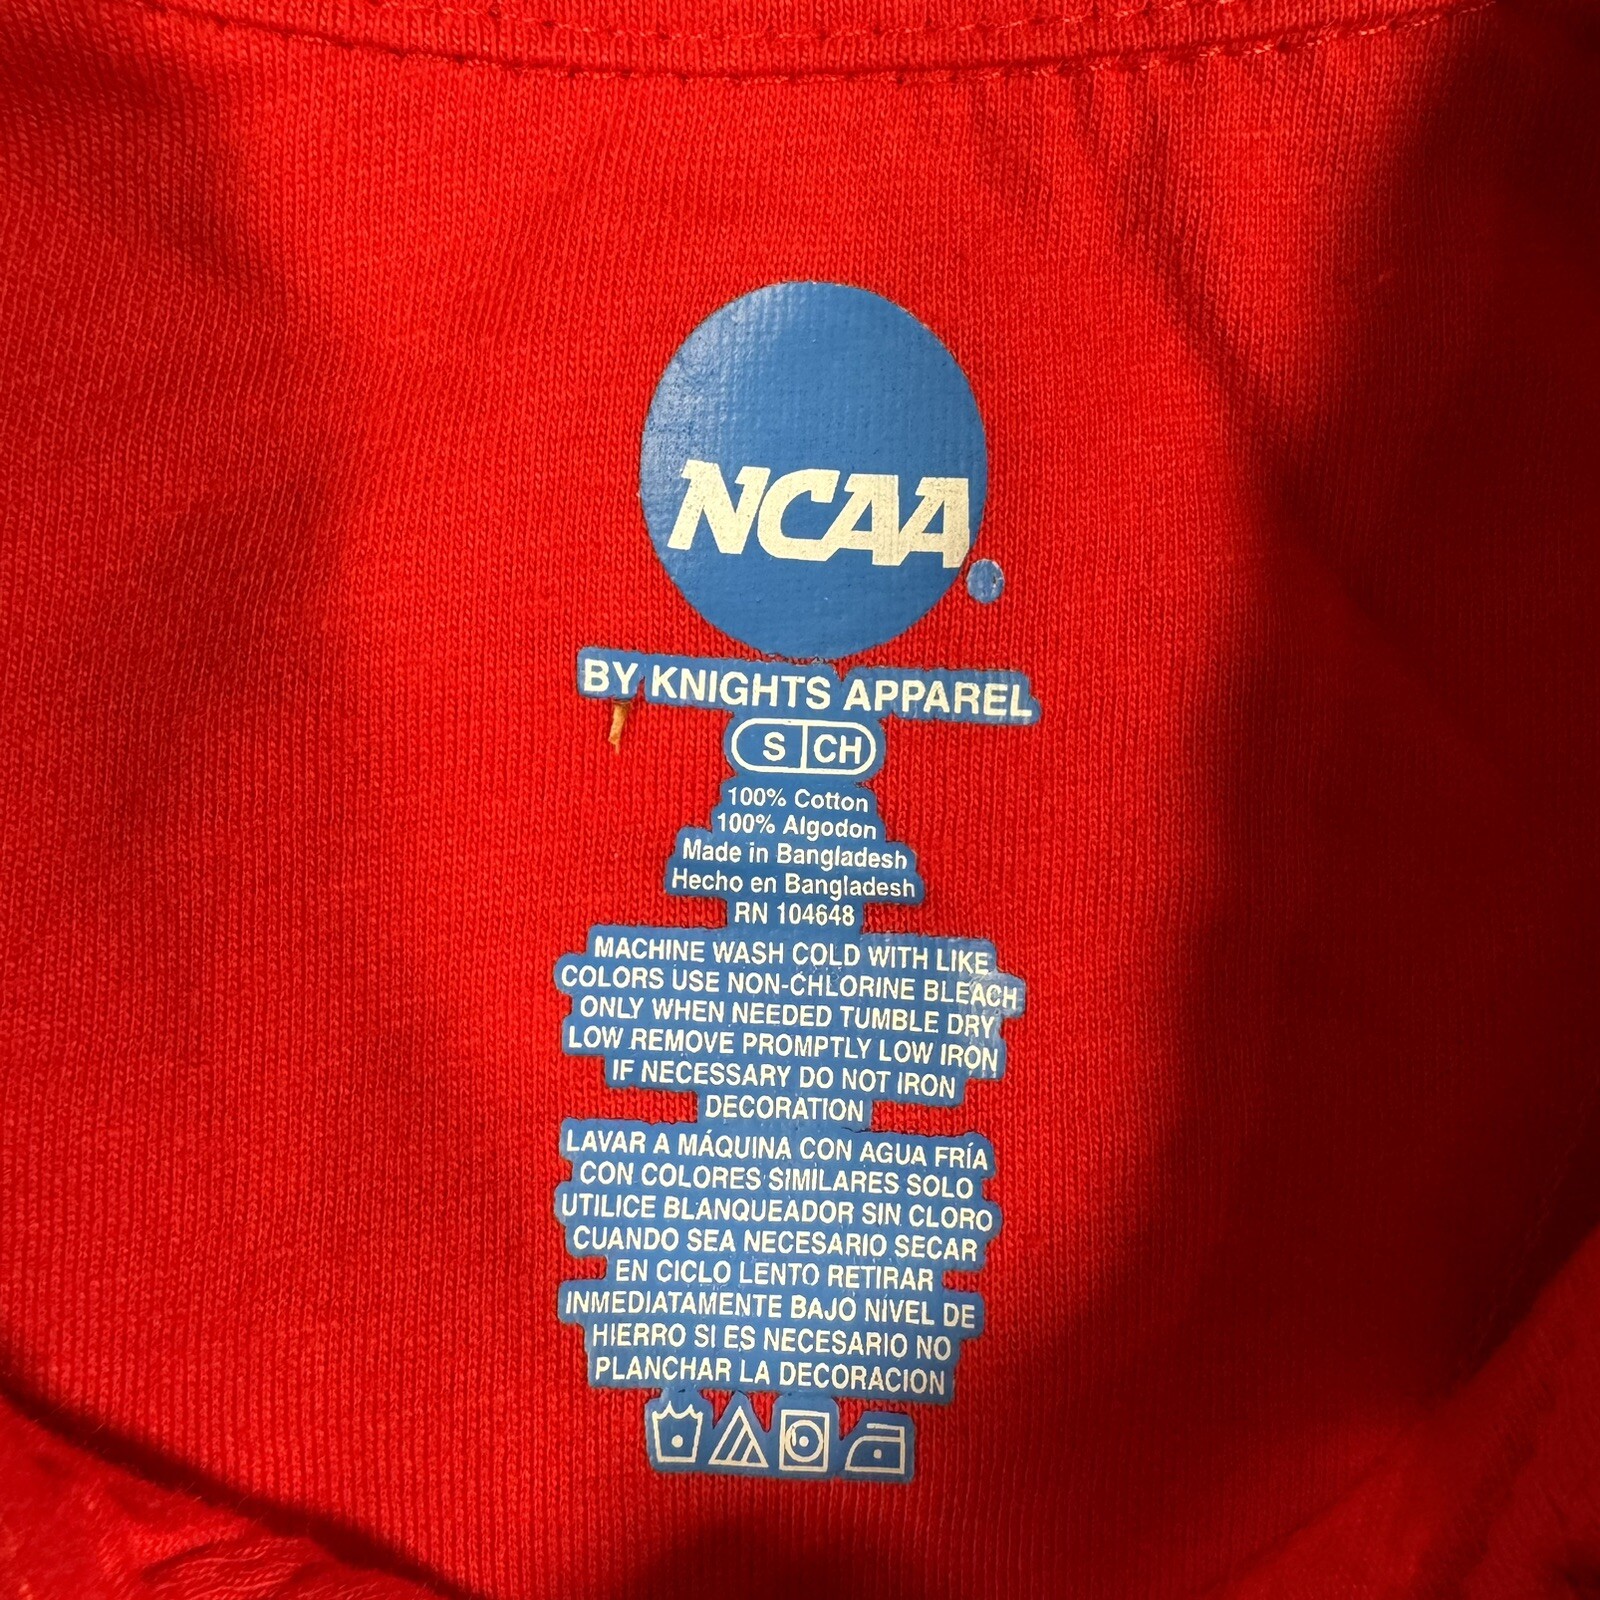 NCAA
BY KNIGHTS APPAREL
S CH
100% Cotton
100% Algodon
Made in Bangladesh
Hecho en Bangladesh
RN 104648
MACHINE WASH COLD WITH LIKE
COLORS USE NON-CHLORINE BLEACH
ONLY WHEN NEEDED TUMBLE DRY
LOW REMOVE PROMPTLY LOW IRON
IF NECESSARY DO NOT IRON
DECORATION
LAVAR A MÁQUINA CON AGUA FRÍA
CON COLORES SIMILARES SOLO
UTILICE BLANQUEADOR SIN CLORO
CUANDO SEA NECESARIO SECAR
EN CICLO LENTO RETIRAR
INMEDIATAMENTE BAJO NIVEL DE
HIERRO SI ES NECESARIO NO
PLANCHAR LA DECORACION